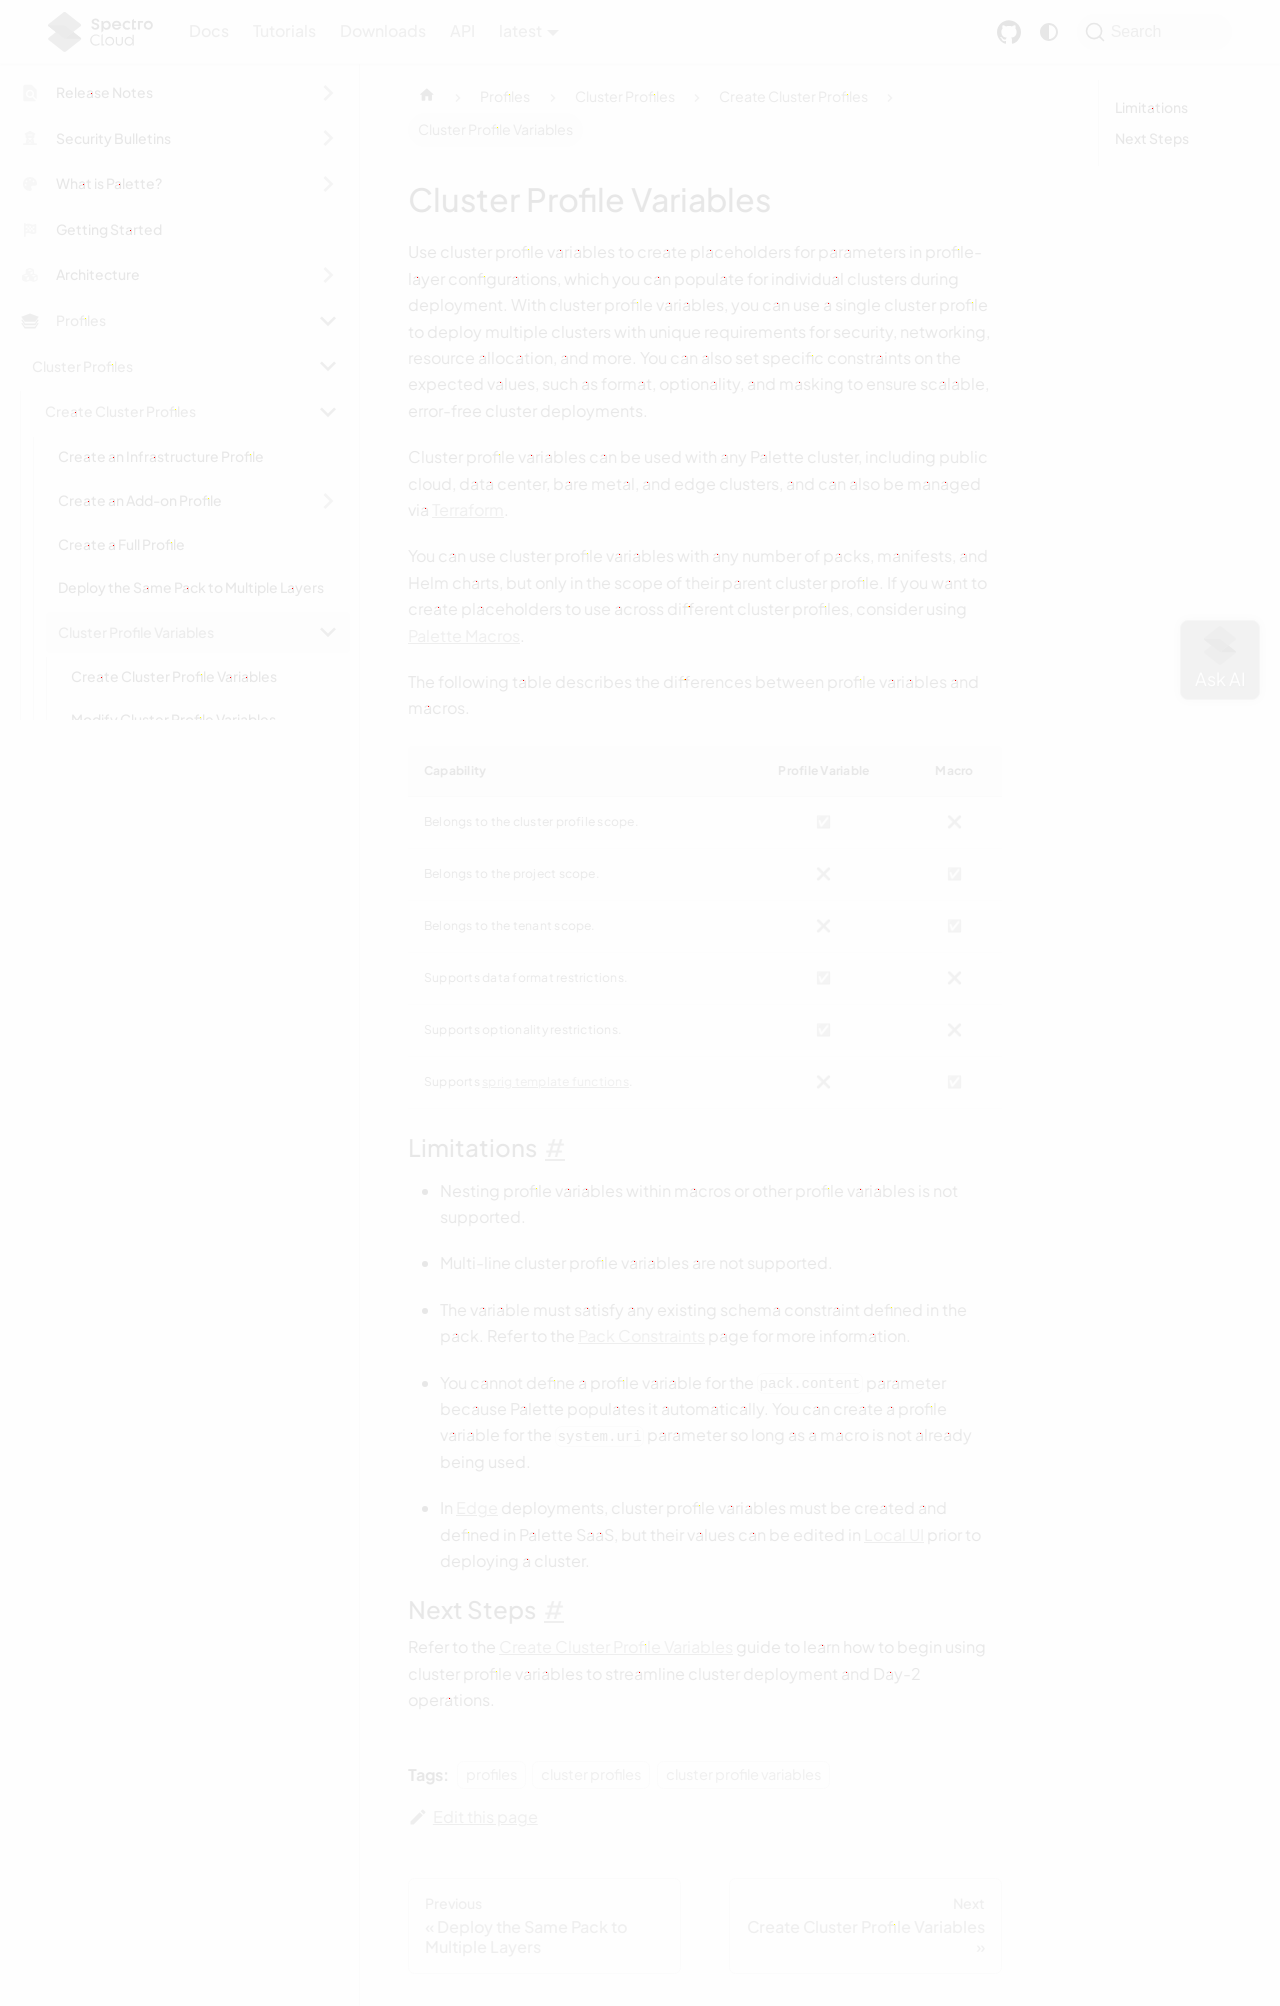 Spectro
Cloud
Docs
Tutorials
Downloads
API
latest
Search
Release Notes
Security Bulletins
What is Palette?
Getting Started
Architecture
Profiles
Cluster Profiles
Create Cluster Profiles
Create an Infrastructure Profile
Create an Add-on Profile
Create a Full Profile
Deploy the Same Pack to Multiple Layers
Cluster Profile Variables
Create Cluster Profile Variables
Modify Cluster Profile Variables
Profiles
Cluster Profiles
Create Cluster Profiles
Cluster Profile Variables
Cluster Profile Variables
Use cluster profile variables to create placeholders for parameters in profile-
layer configurations, which you can populate for individual clusters during
deployment. With cluster profile variables, you can use a single cluster profile
to deploy multiple clusters with unique requirements for security, networking,
resource allocation, and more. You can also set specific constraints on the
expected values, such as format, optionality, and masking to ensure scalable,
error-free cluster deployments.
Cluster profile variables can be used with any Palette cluster, including public
cloud, data center, bare metal, and edge clusters, and can also be managed
via Terraform.
You can use cluster profile variables with any number of packs, manifests, and
Helm charts, but only in the scope of their parent cluster profile. If you want to
create placeholders to use across different cluster profiles, consider using
Palette Macros.
The following table describes the differences between profile variables and
macros.
Capability Profile Variable Macro
Belongs to the cluster profile scope. ✅ ❌
Belongs to the project scope. ❌ ✅
Belongs to the tenant scope. ❌ ✅
Supports data format restrictions. ✅ ❌
Supports optionality restrictions. ✅ ❌
Supports sprig template functions. ❌ ✅
Limitations #
Nesting profile variables within macros or other profile variables is not
supported.
Multi-line cluster profile variables are not supported.
The variable must satisfy any existing schema constraint defined in the
pack. Refer to the Pack Constraints page for more information.
You cannot define a profile variable for the pack.content parameter
because Palette populates it automatically. You can create a profile
variable for the system.uri parameter so long as a macro is not already
being used.
In Edge deployments, cluster profile variables must be created and
defined in Palette SaaS, but their values can be edited in Local UI prior to
deploying a cluster.
Next Steps #
Refer to the Create Cluster Profile Variables guide to learn how to begin using
cluster profile variables to streamline cluster deployment and Day-2
operations.
Tags: profiles cluster profiles cluster profile variables
Edit this page
Previous
« Deploy the Same Pack to
Multiple Layers
Next
Create Cluster Profile Variables
»
Limitations
Next Steps
Ask AI